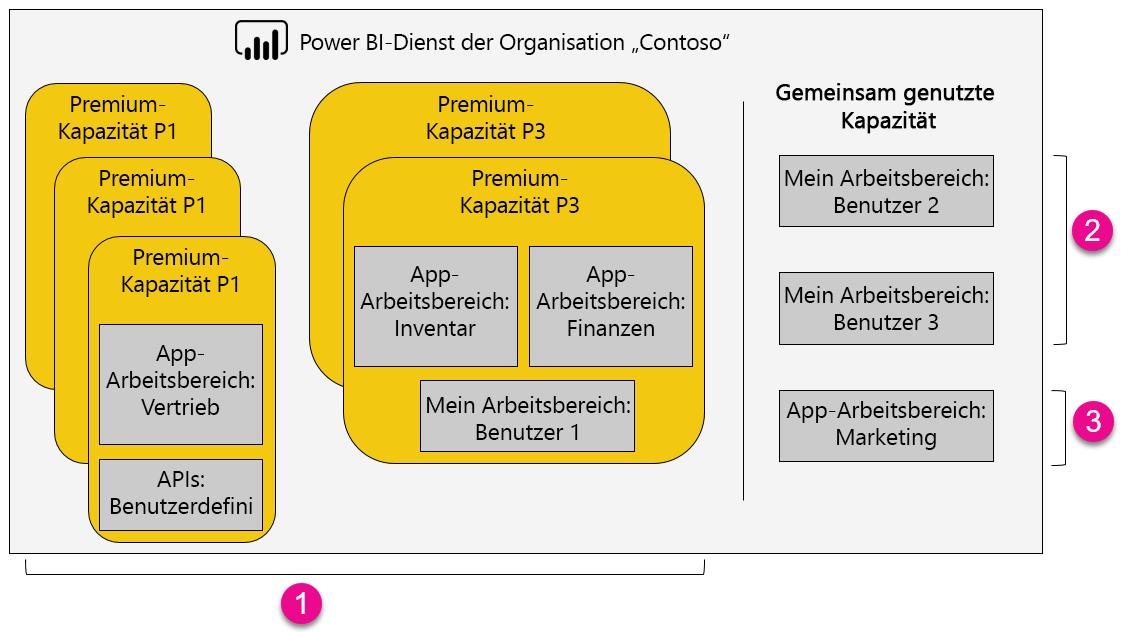 Power BI-Dienst der Organisation „Contoso“
Premium-
Kapazität P1
Premium-
Kapazität P1
Premium-
Kapazität P1
App-
Arbeitsbereich:
Vertrieb
APIs:
Benutzerdefini
Premium-
Kapazität P3
Premium-
Kapazität P3
App-
Arbeitsbereich:
Inventar
App-
Arbeitsbereich:
Finanzen
Mein Arbeitsbereich:
Benutzer 1
Gemeinsam genutzte
Kapazität
Mein Arbeitsbereich:
Benutzer 2
Mein Arbeitsbereich:
Benutzer 3
2
App-Arbeitsbereich:
Marketing
3
1